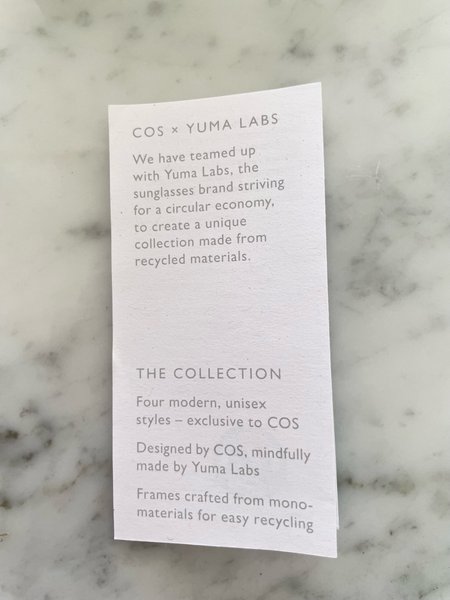 COS × YUMA LABS
We have teamed up
with Yuma Labs, the
sunglasses brand striving
for a circular economy,
to create a unique
collection made from
recycled materials.
THE COLLECTION
Four modern, unisex
styles – exclusive to COS
Designed by COS, mindfully
made by Yuma Labs
Frames crafted from mono-
materials for easy recycling